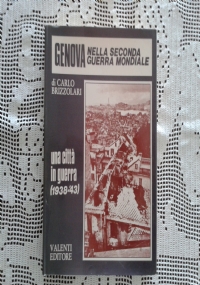 GENOVA NELLA SECONDA
GUERRA MONDIALE
di CARLO
BRIZZOLARI
una città
in guerra
(1938-43)
VALENTI
EDITORE